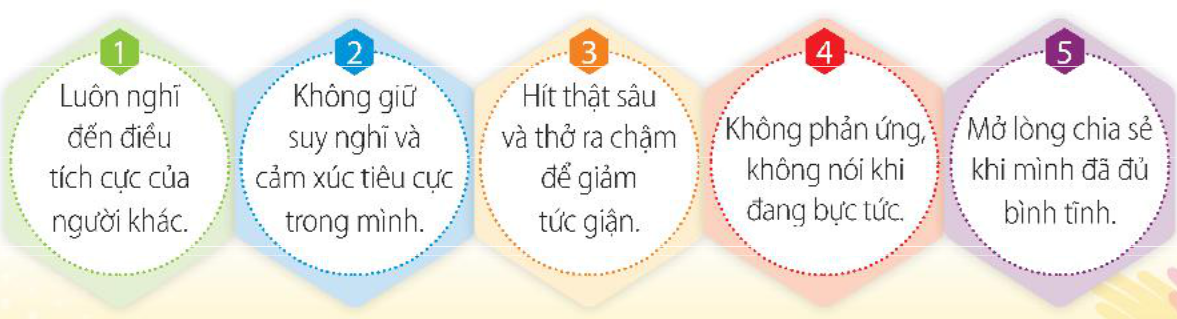 1
Luôn nghĩ
đến điều
tích cực của
người khác.
2
Không giữ
suy nghĩ và
cảm xúc tiêu cực
trong mình.
3
Hít thật sâu
và thở ra chậm
để giảm
tức giận.
4
Không phản ứng,
không nói khi
đang bực tức.
5
Mở lòng chia sẻ
khi mình đã đủ
bình tĩnh.